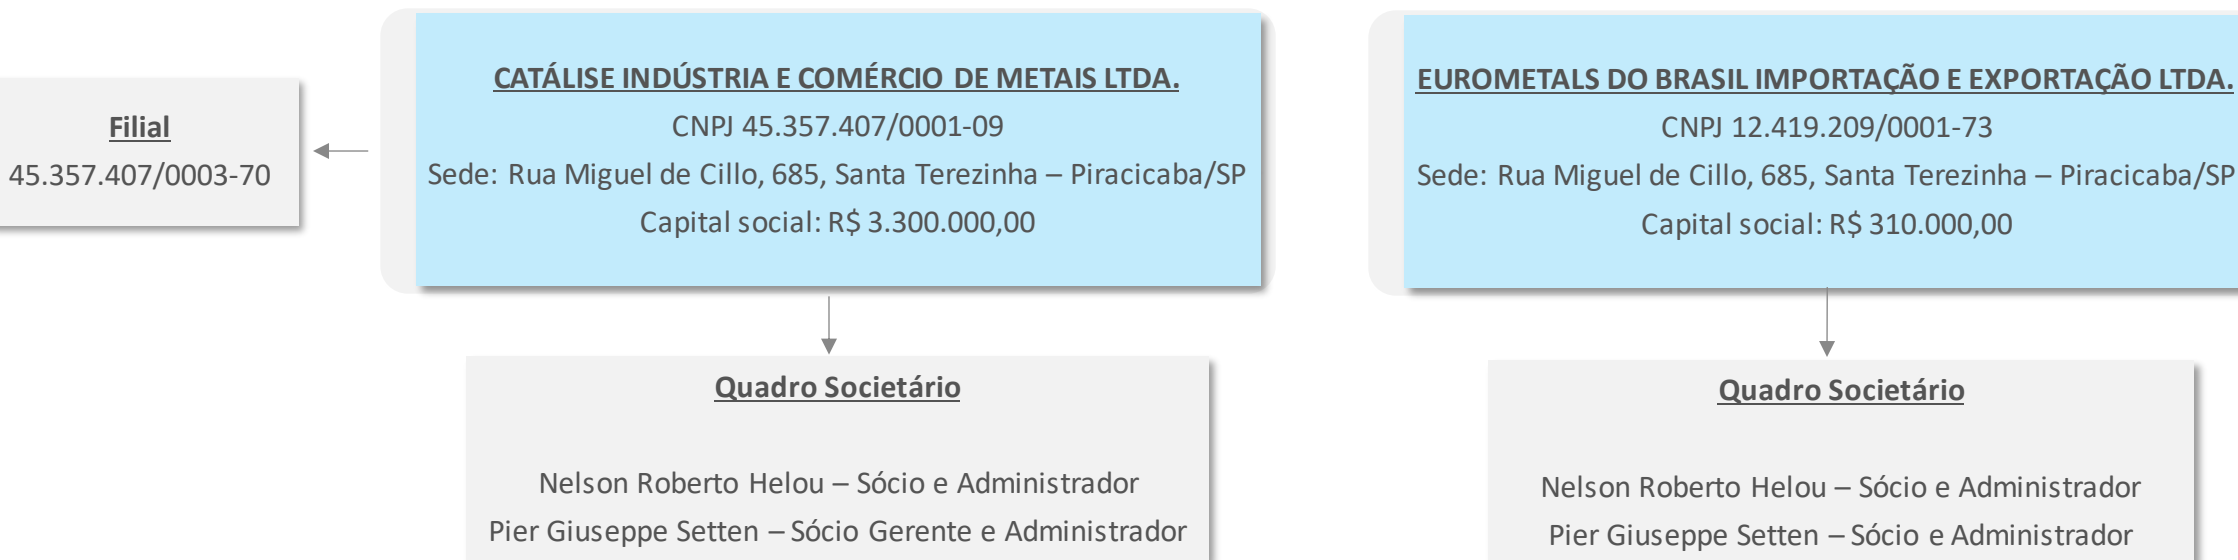 Filial
45.357.407/0003-70
CATÁLISE INDÚSTRIA E COMÉRCIO DE METAIS LTDA.
CNPJ 45.357.407/0001-09
Sede: Rua Miguel de Cillo, 685, Santa Terezinha – Piracicaba/SP
Capital social: R$ 3.300.000,00
Quadro Societário
Nelson Roberto Helou – Sócio e Administrador
Pier Giuseppe Setten – Sócio Gerente e Administrador
EUROMETALS DO BRASIL IMPORTAÇÃO E EXPORTAÇÃO LTDA.
CNPJ 12.419.209/0001-73
Sede: Rua Miguel de Cillo, 685, Santa Terezinha – Piracicaba/SP
Capital social: R$ 310.000,00
Quadro Societário
Nelson Roberto Helou – Sócio e Administrador
Pier Giuseppe Setten – Sócio e Administrador